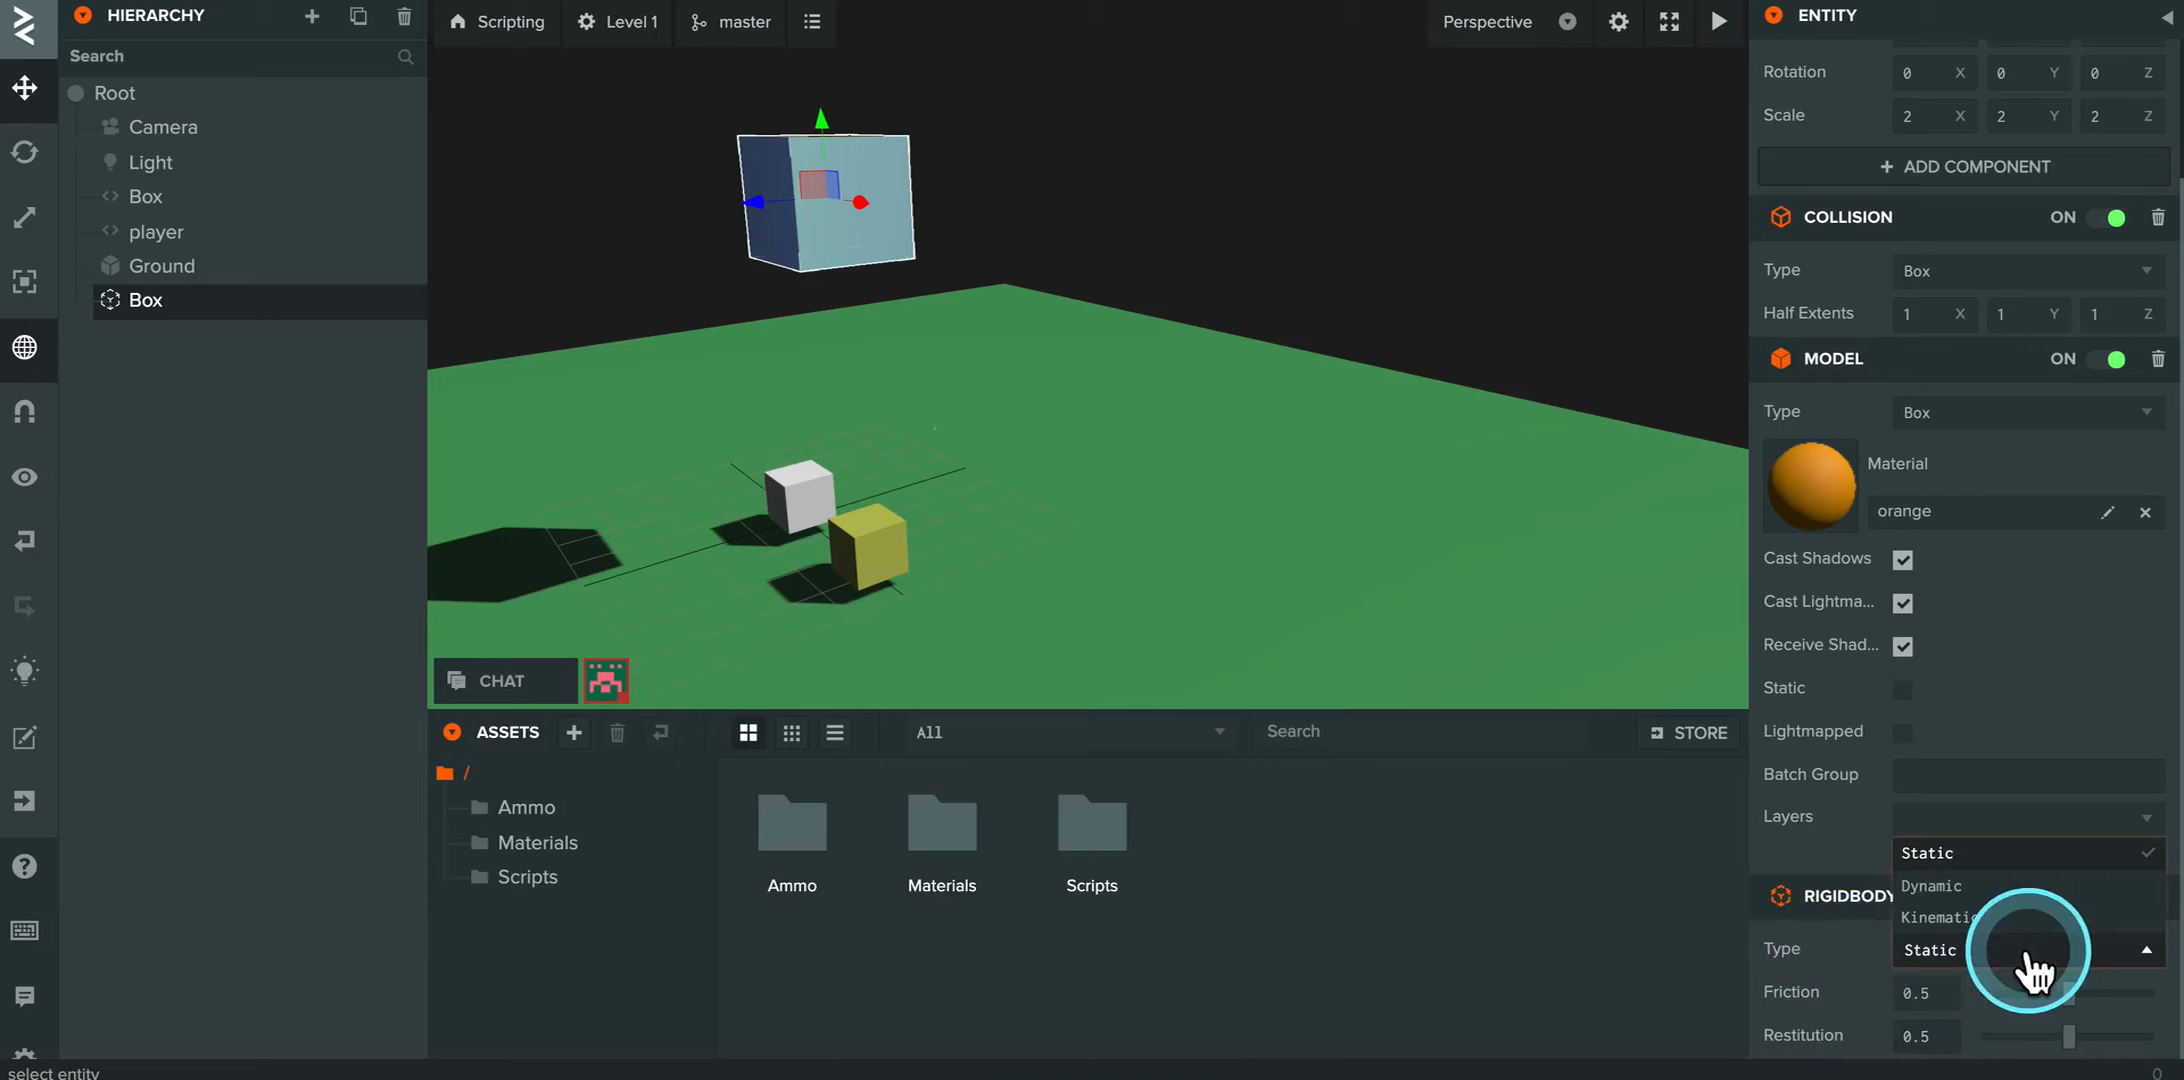 HIERARCHY
Search
Root
Camera
Light
Box
player
Ground
Box
Scripting
Level 1
master
Perspective
ENTITY
Rotation 0 X 0 Y 0 Z
Scale 2 X 2 Y 2 Z
+ ADD COMPONENT
COLLISION ON
Type Box
Half Extents 1 X 1 Y 1 Z
MODEL ON
Type Box
Material
orange
Cast Shadows
Cast Lightma...
Receive Shad...
Static
Lightmapped
Batch Group
Layers
Static
Dynamic
RIGIDBODY
Kinematic
Type Static
Friction 0.5
Restitution 0.5
CHAT
ASSETS
All
Search
STORE
/
Ammo
Materials
Scripts
Ammo
Materials
Scripts
select entity
0